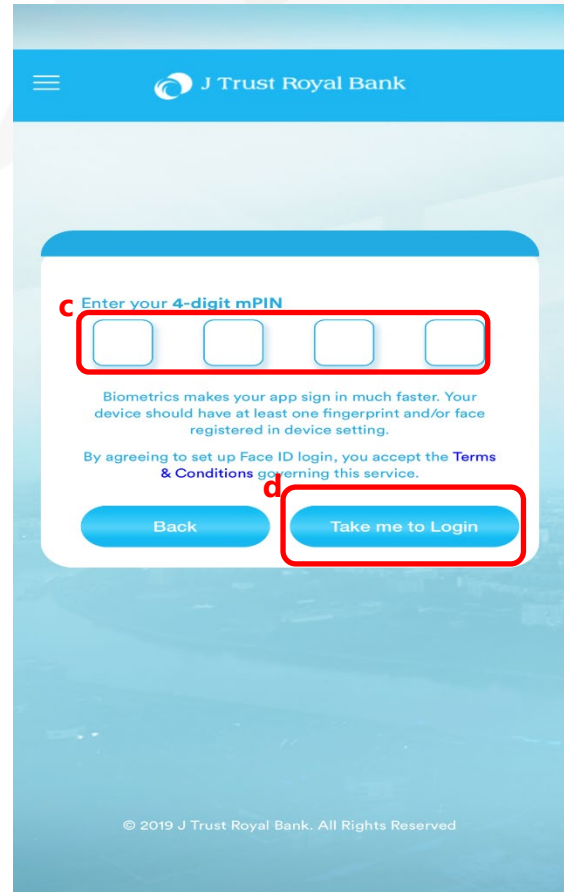 J Trust Royal Bank
c
Enter your 4-digit mPIN
Biometrics makes your app sign in much faster. Your
device should have at least one fingerprint and/or face
registered in device setting.
By agreeing to set up Face ID login, you accept the Terms
& Conditions governing this service.
d
Back
Take me to Login
© 2019 J Trust Royal Bank. All Rights Reserved